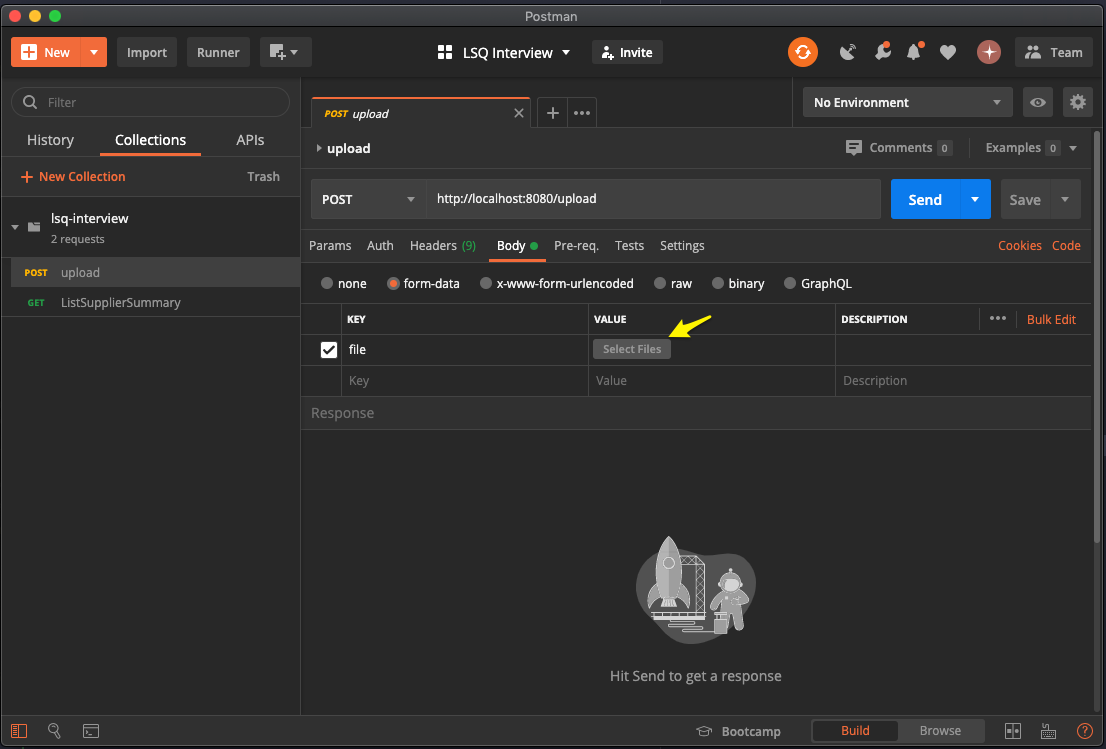 Postman
New
Import
Runner
LSQ Interview
Invite
Team
Filter
History Collections APIs
+ New Collection Trash
lsq-interview
2 requests
POST upload
GET ListSupplierSummary
POST upload
No Environment
upload
Comments 0 Examples 0
POST http://localhost:8080/upload Send Save
Params Auth Headers (9) Body Pre-req. Tests Settings Cookies Code
none form-data x-www-form-urlencoded raw binary GraphQL
KEY VALUE DESCRIPTION ••• Bulk Edit
file Select Files
Key Value Description
Response
Hit Send to get a response
Bootcamp Build Browse